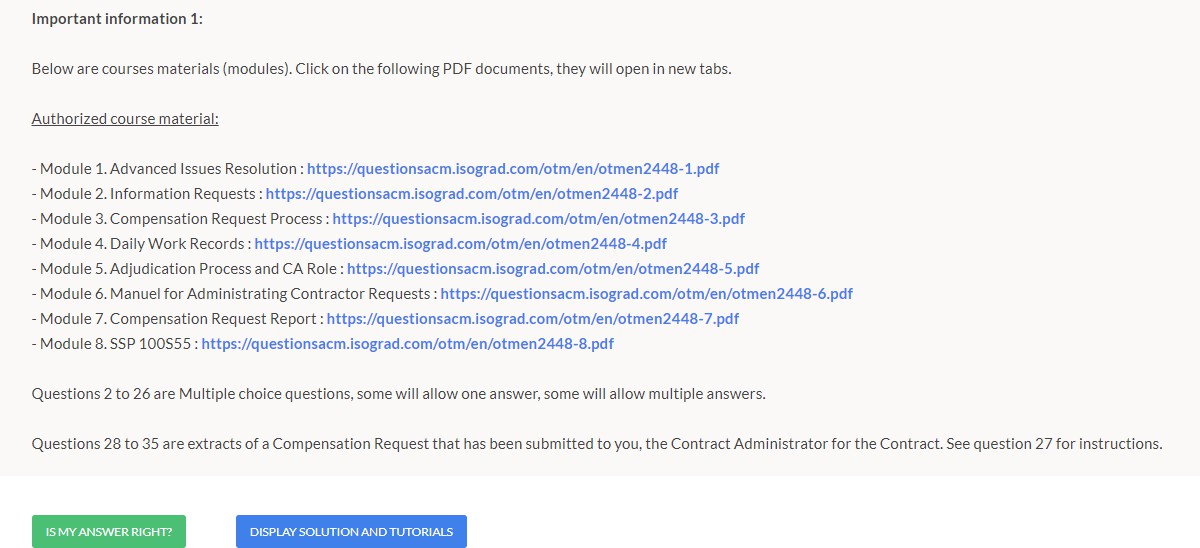 Important information 1:
Below are courses materials (modules). Click on the following PDF documents, they will open in new tabs.
Authorized course material:
- Module 1. Advanced Issues Resolution : https://questionsacm.isograd.com/otm/en/otmen2448-1.pdf
- Module 2. Information Requests : https://questionsacm.isograd.com/otm/en/otmen2448-2.pdf
- Module 3. Compensation Request Process : https://questionsacm.isograd.com/otm/en/otmen2448-3.pdf
- Module 4. Daily Work Records : https://questionsacm.isograd.com/otm/en/otmen2448-4.pdf
- Module 5. Adjudication Process and CA Role : https://questionsacm.isograd.com/otm/en/otmen2448-5.pdf
- Module 6. Manuel for Administrating Contractor Requests : https://questionsacm.isograd.com/otm/en/otmen2448-6.pdf
- Module 7. Compensation Request Report : https://questionsacm.isograd.com/otm/en/otmen2448-7.pdf
- Module 8. SSP 100S55 : https://questionsacm.isograd.com/otm/en/otmen2448-8.pdf
Questions 2 to 26 are Multiple choice questions, some will allow one answer, some will allow multiple answers.
Questions 28 to 35 are extracts of a Compensation Request that has been submitted to you, the Contract Administrator for the Contract. See question 27 for instructions.
IS MY ANSWER RIGHT?
DISPLAY SOLUTION AND TUTORIALS